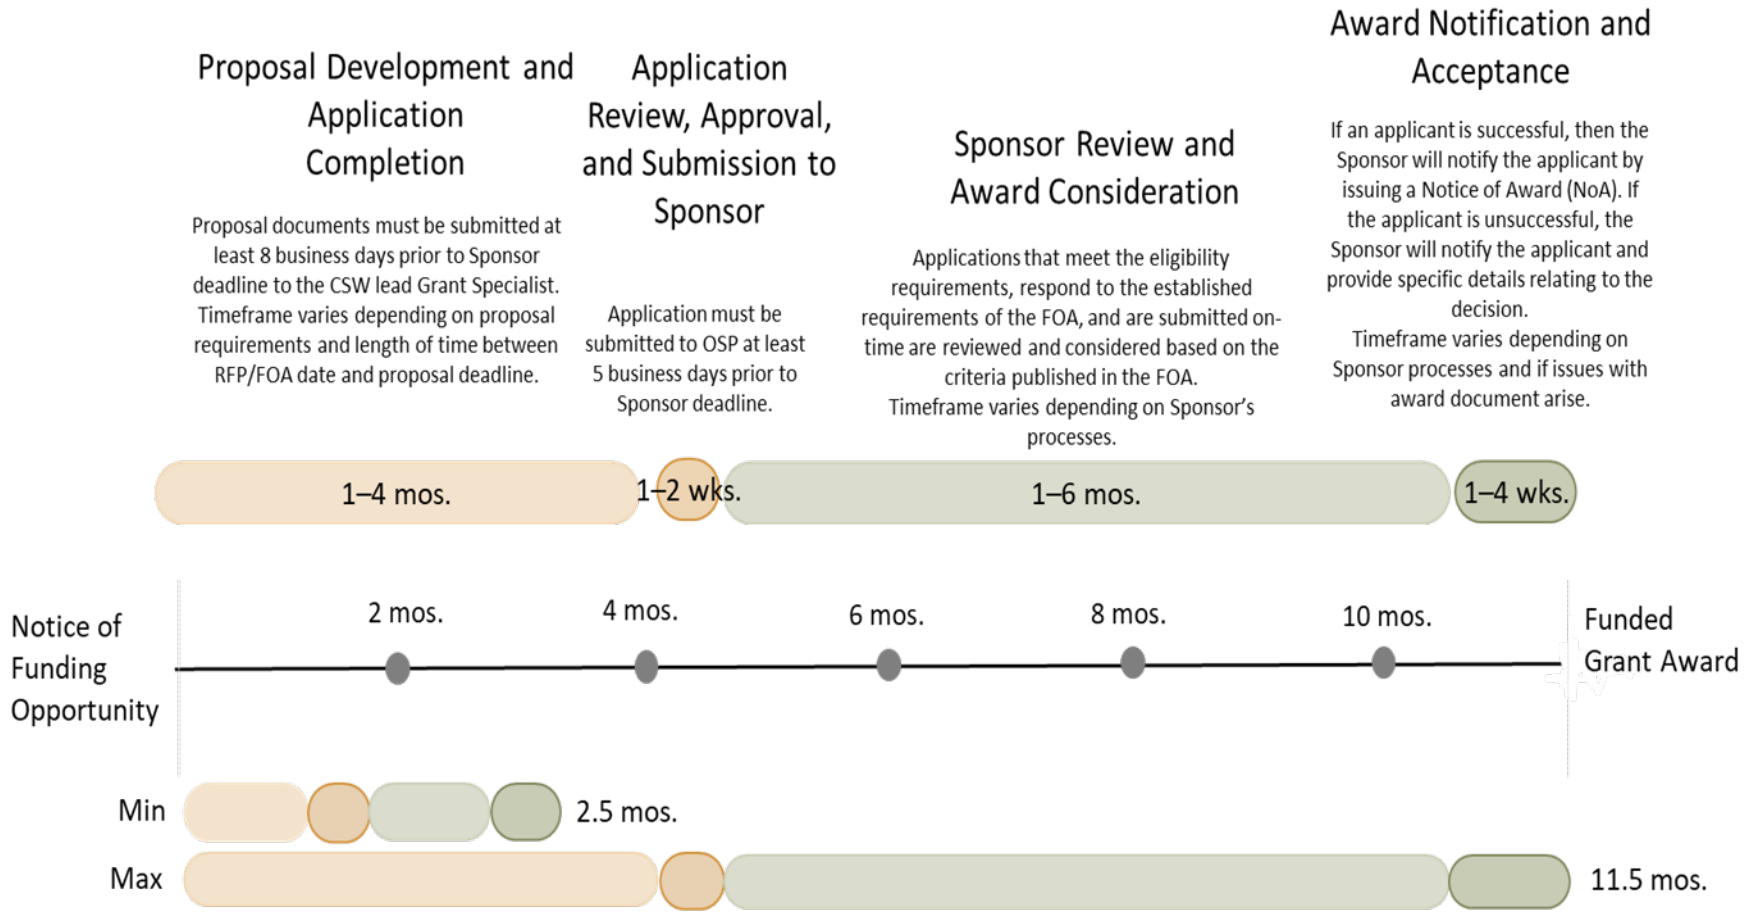 Proposal Development and
Application
Completion
Proposal documents must be submitted at
least 8 business days prior to Sponsor
deadline to the CSW lead Grant Specialist.
Timeframe varies depending on proposal
requirements and length of time between
RFP/FOA date and proposal deadline.
Application
Review, Approval,
and Submission to
Sponsor
Application must be
submitted to OSP at least
5 business days prior to
Sponsor deadline.
Sponsor Review and
Award Consideration
Applications that meet the eligibility
requirements, respond to the established
requirements of the FOA, and are submitted on-
time are reviewed and considered based on the
criteria published in the FOA.
Timeframe varies depending on Sponsor’s
processes.
Award Notification and
Acceptance
If an applicant is successful, then the
Sponsor will notify the applicant by
issuing a Notice of Award (NoA). If
the applicant is unsuccessful, the
Sponsor will notify the applicant and
provide specific details relating to the
decision.
Timeframe varies depending on
Sponsor processes and if issues with
award document arise.
1–4 mos.
1–2 wks.
1–6 mos.
1–4 wks.
Notice of
Funding
Opportunity
2 mos.
4 mos.
6 mos.
8 mos.
10 mos.
Funded
Grant Award
Min
2.5 mos.
Max
11.5 mos.